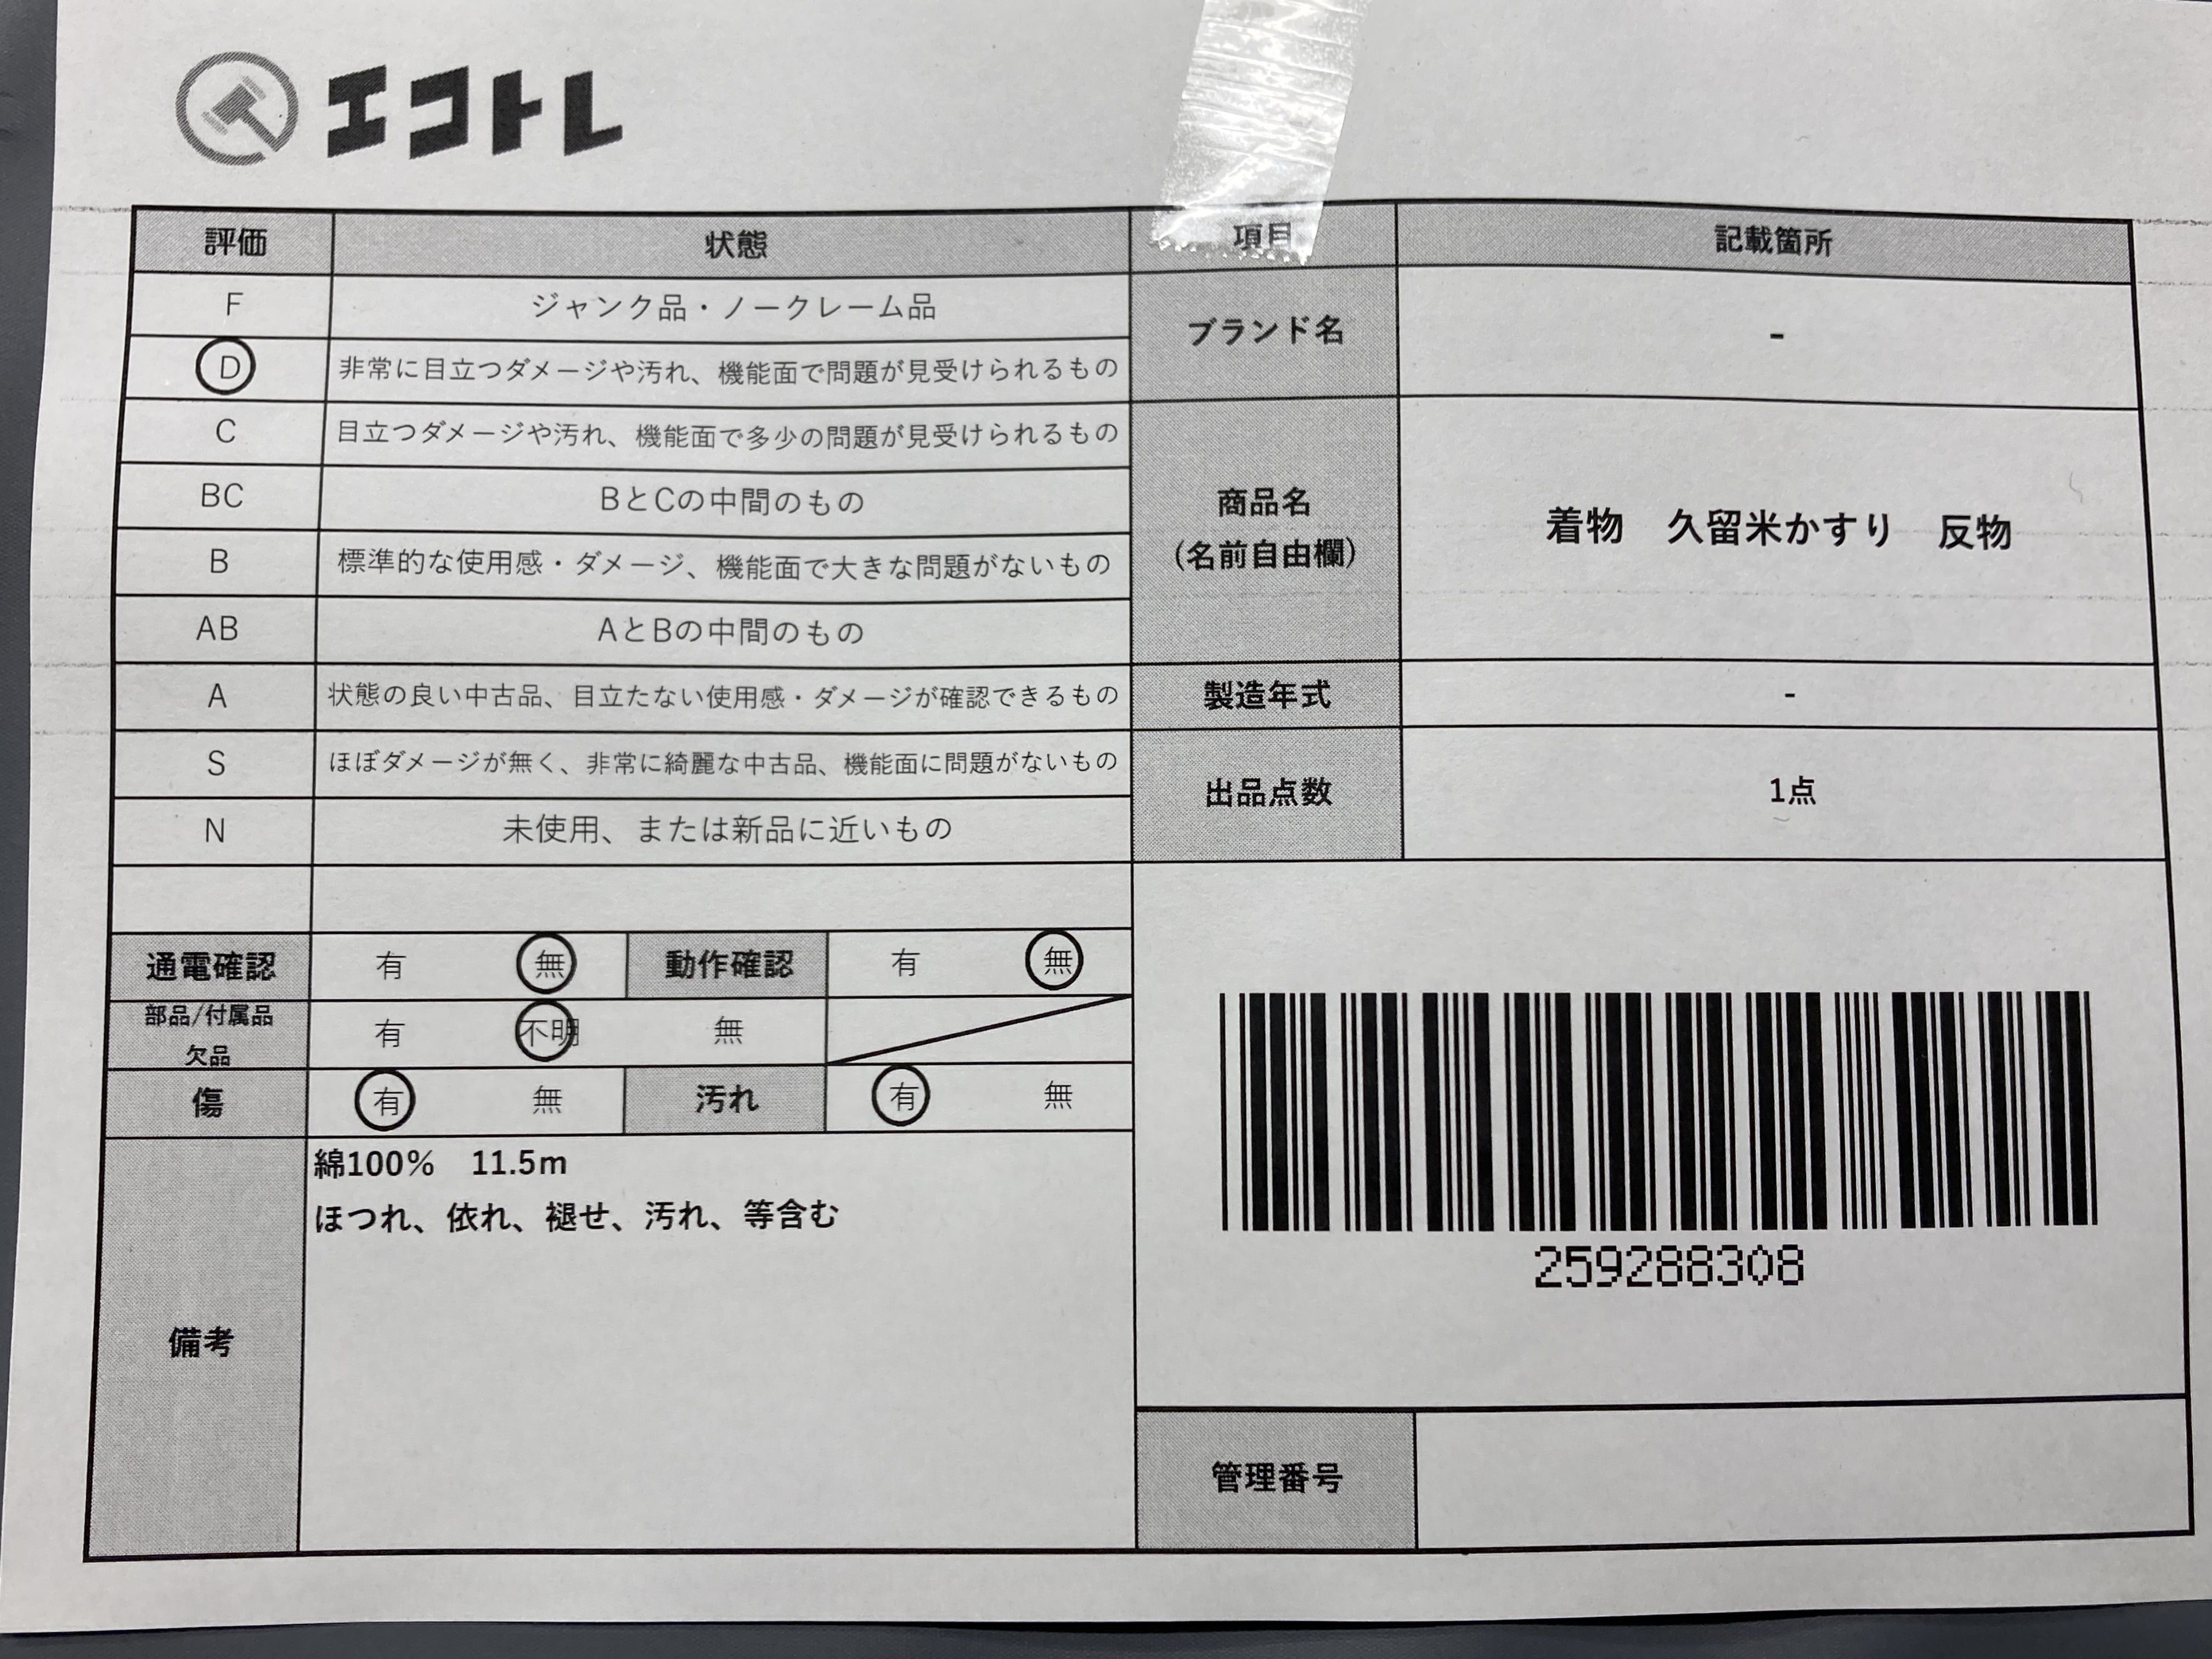 エコトレ
評価 状態
F ジャンク品・ノークレーム品
D 非常に目立つダメージや汚れ、機能面で問題が見受けられるもの
C 目立つダメージや汚れ、機能面で多少の問題が見受けられるもの
BC BとCの中間のもの
B 標準的な使用感・ダメージ、機能面で大きな問題がないもの
AB AとBの中間のもの
A 状態の良い中古品、目立たない使用感・ダメージが確認できるもの
S ほぼダメージが無く、非常に綺麗な中古品、機能面に問題がないもの
N 未使用、または新品に近いもの
通電確認 有 無 動作確認 有 無
部品/付属品
欠品 有 不明 無
傷 有 無 汚れ 有 無
備考
綿100% 11.5m
ほつれ、依れ、褪せ、汚れ、等含む
項目 記載箇所
ブランド名 -
商品名
(名前自由欄)
着物 久留米かすり 反物
製造年式 -
出品点数 1点
259288308
管理番号